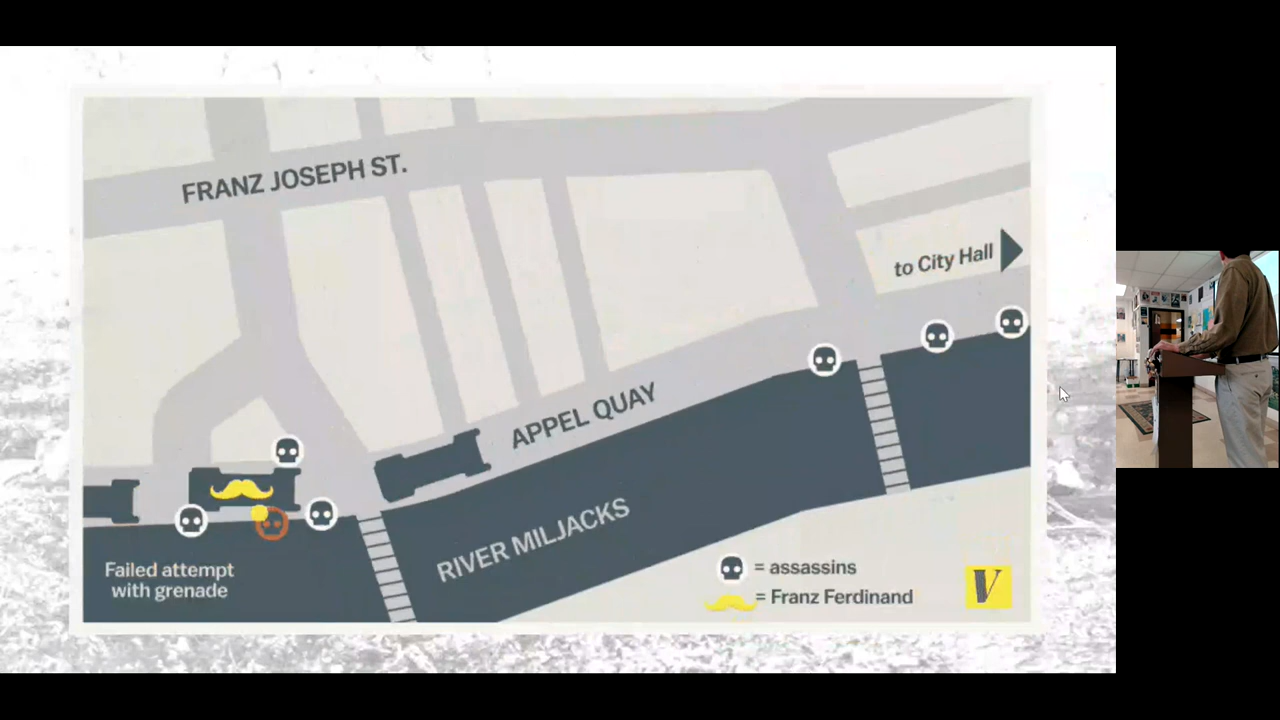 FRANZ JOSEPH ST.
to City Hall
APPEL QUAY
RIVER MILJACKS
Failed attempt
with grenade
= assassins
= Franz Ferdinand
V